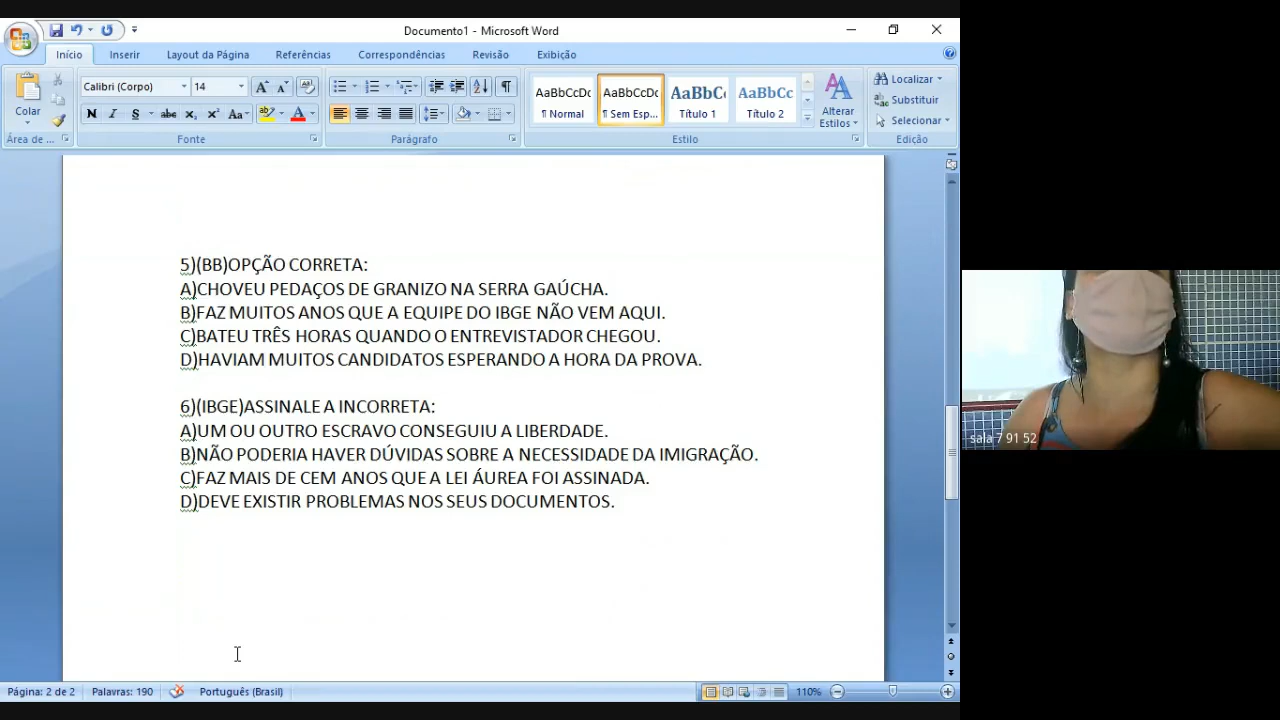 Documento1 - Microsoft Word
Início
Inserir
Layout da Página
Referências
Correspondências
Revisão
Exibição
Colar
Área de ...
Calibri (Corpo)
14
N I S abc x₂ x² Aa
Fonte
Parágrafo
AaBbCcDc
¶ Normal
AaBbCcDc
¶ Sem Esp...
AaBbC
Título 1
AaBbCc
Título 2
Alterar
Estilos
Estilo
Localizar
Substituir
Selecionar
Edição
5)(BB)OPÇÃO CORRETA:
A)CHOVEU PEDAÇOS DE GRANIZO NA SERRA GAÚCHA.
B)FAZ MUITOS ANOS QUE A EQUIPE DO IBGE NÃO VEM AQUI.
C)BATEU TRÊS HORAS QUANDO O ENTREVISTADOR CHEGOU.
D)HAVIAM MUITOS CANDIDATOS ESPERANDO A HORA DA PROVA.
6)(IBGE)ASSINALE A INCORRETA:
A)UM OU OUTRO ESCRAVO CONSEGUIU A LIBERDADE.
B)NÃO PODERIA HAVER DÚVIDAS SOBRE A NECESSIDADE DA IMIGRAÇÃO.
C)FAZ MAIS DE CEM ANOS QUE A LEI ÁUREA FOI ASSINADA.
D)DEVE EXISTIR PROBLEMAS NOS SEUS DOCUMENTOS.
sala 7 91 52
Página: 2 de 2
Palavras: 190
Português (Brasil)
110%